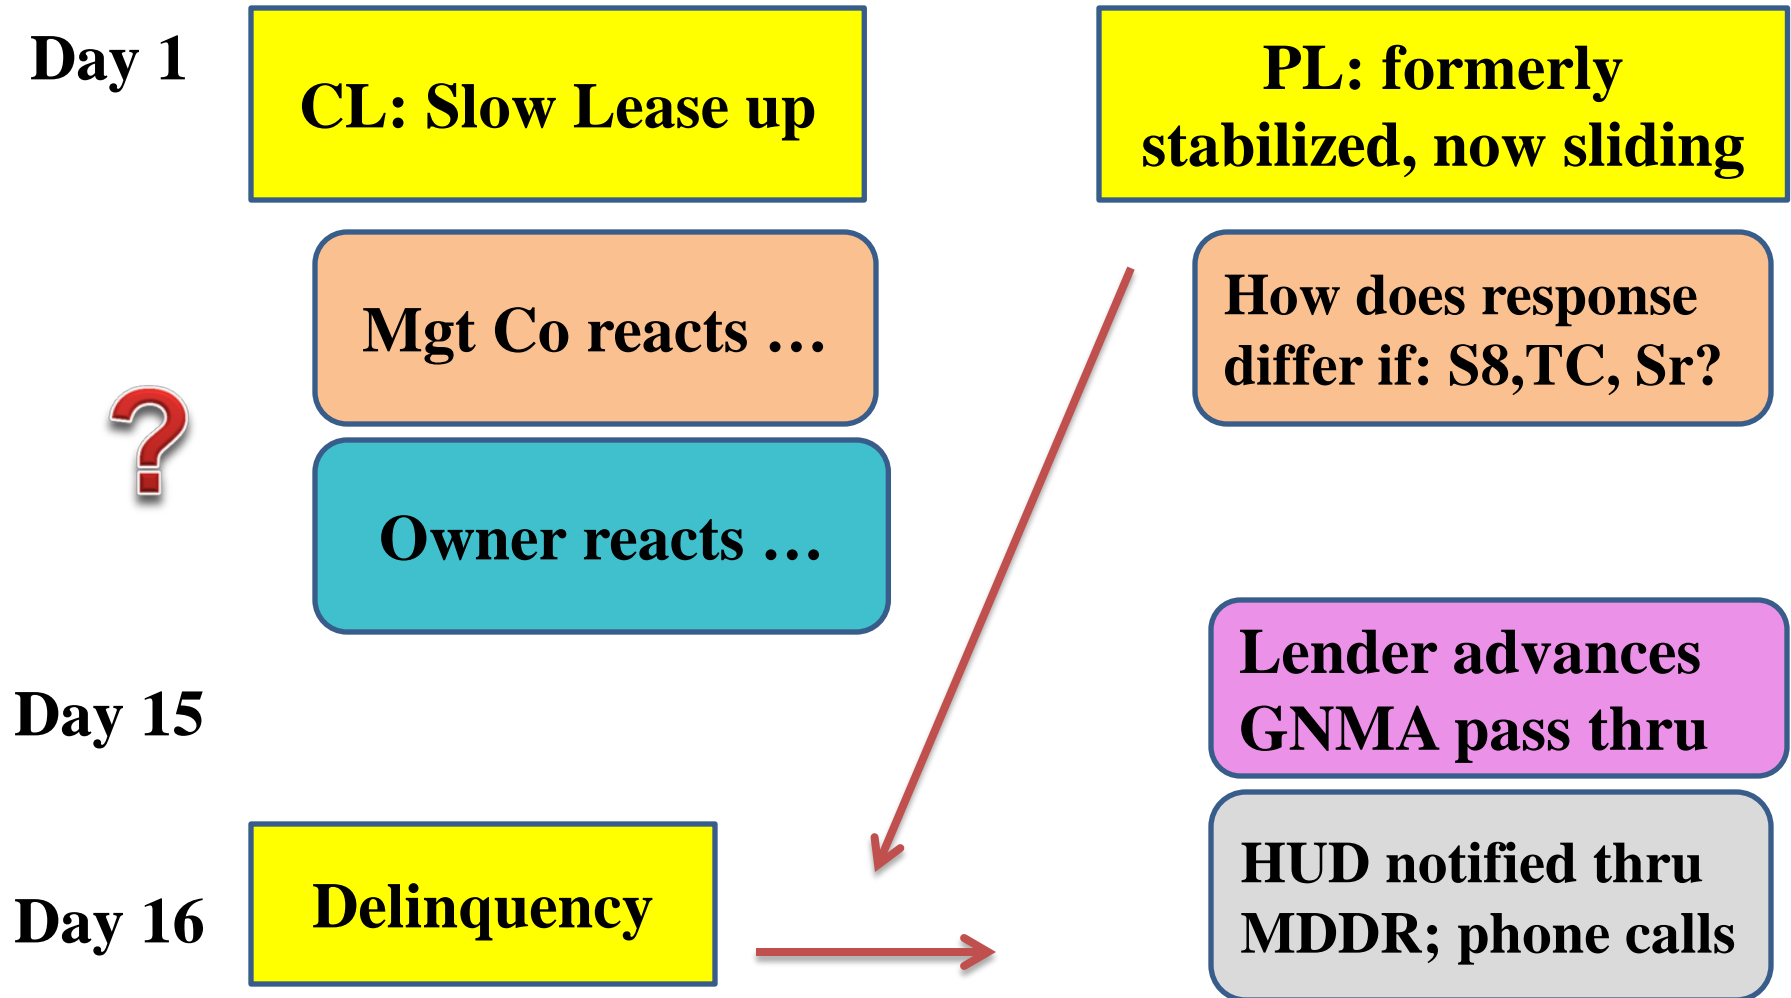 Day 1
CL: Slow Lease up
PL: formerly
stabilized, now sliding
Mgt Co reacts …
How does response
differ if: S8,TC, Sr?
?
Owner reacts …
Day 15
Lender advances
GNMA pass thru
Day 16
Delinquency
HUD notified thru
MDDR; phone calls